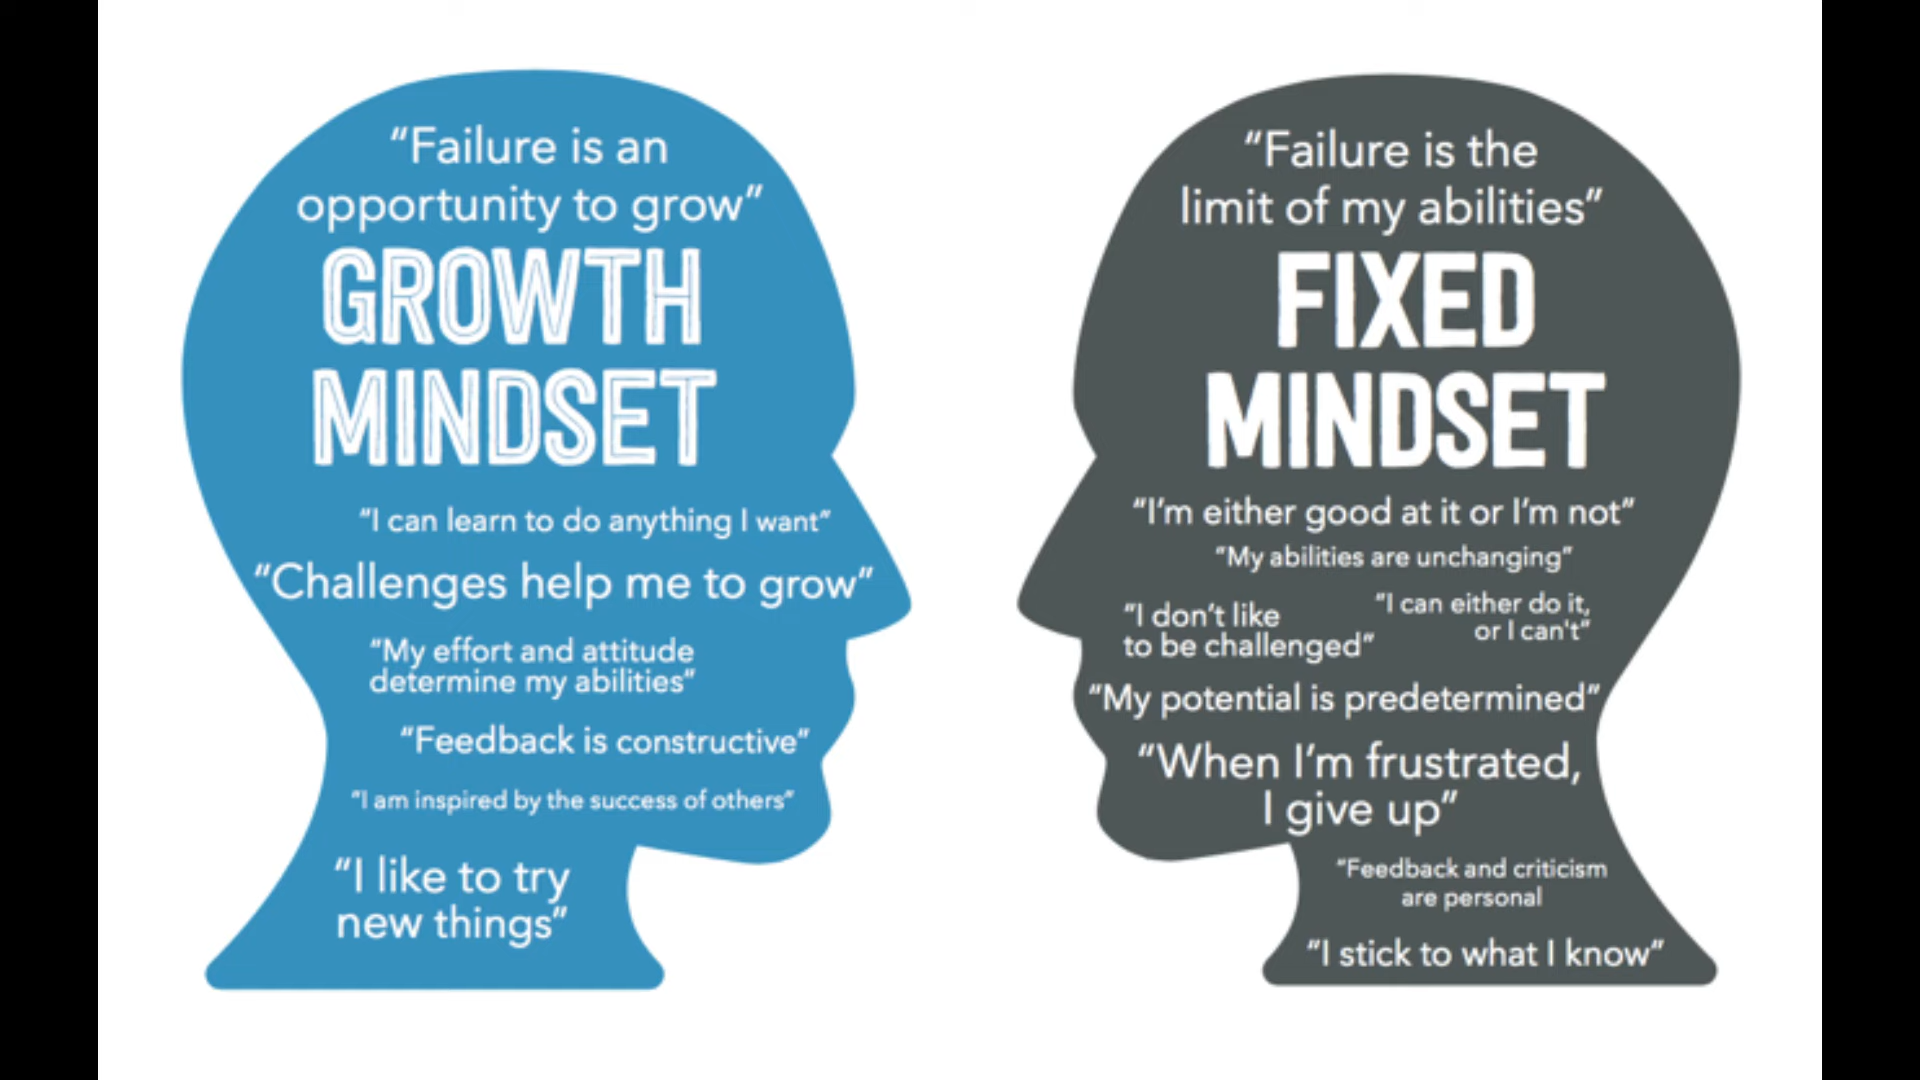 “Failure is an
opportunity to grow”
GROWTH
MINDSET
“I can learn to do anything I want”
“Challenges help me to grow”
“My effort and attitude
determine my abilities”
“Feedback is constructive”
“I am inspired by the success of others”
“I like to try
new things”
“Failure is the
limit of my abilities”
FIXED
MINDSET
“I’m either good at it or I’m not”
“My abilities are unchanging”
“I don’t like
to be challenged”
“I can either do it,
or I can't”
“My potential is predetermined”
“When I’m frustrated,
I give up”
“Feedback and criticism
are personal
“I stick to what I know”